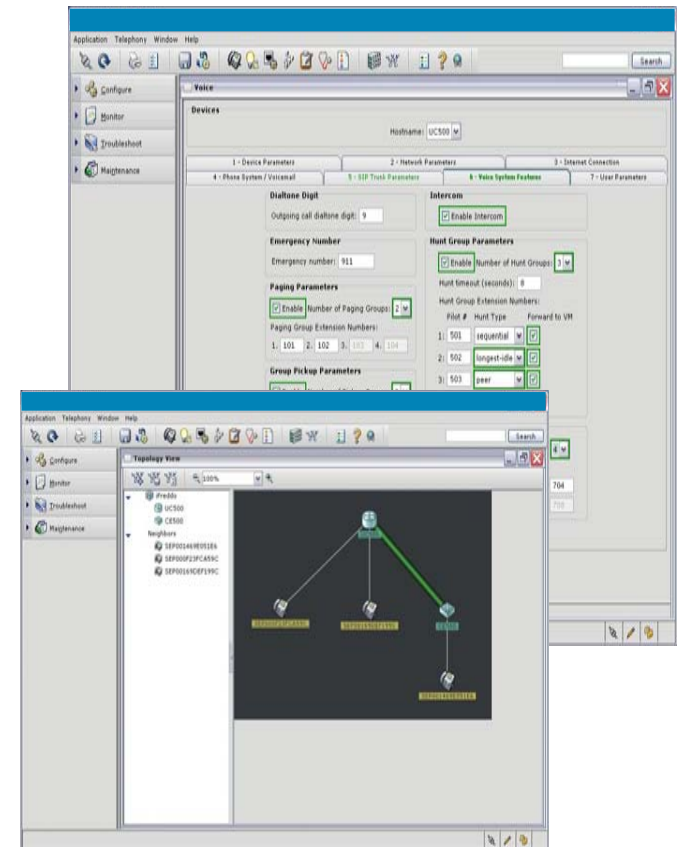 Application Telephony Window Help
Search
Configure
Monitor
Troubleshoot
Maintenance
Voice
Devices
Hostname: UC500
1 - Device Parameters 2 - Network Parameters 3 - Internet Connection
4 - Phone System / Voicemail 5 - SIP Trunk Parameters 6 - Voice System Features 7 - User Parameters
Dialtone Digit
Outgoing call dialtone digit: 9
Emergency Number
Emergency number: 911
Paging Parameters
Enable Number of Paging Groups: 2
Paging Group Extension Numbers:
1. 101 2. 102 3. 103 4. 104
Group Pickup Parameters
Intercom
Enable Intercom
Hunt Group Parameters
Enable Number of Hunt Groups: 3
Hunt timeout (seconds): 8
Hunt Group Extension Numbers:
Pilot # Hunt Type Forward to VM
1: 501 sequential
2: 502 longest-idle
3: 503 peer
4
704
708
Application Telephony Window Help
Search
Configure
Monitor
Troubleshoot
Maintenance
Topology View
100%
UC500
CE500
Neighbors
SEP001469E051E6
SEP000F23FCA59C
SEP00169DEF199C
CE500